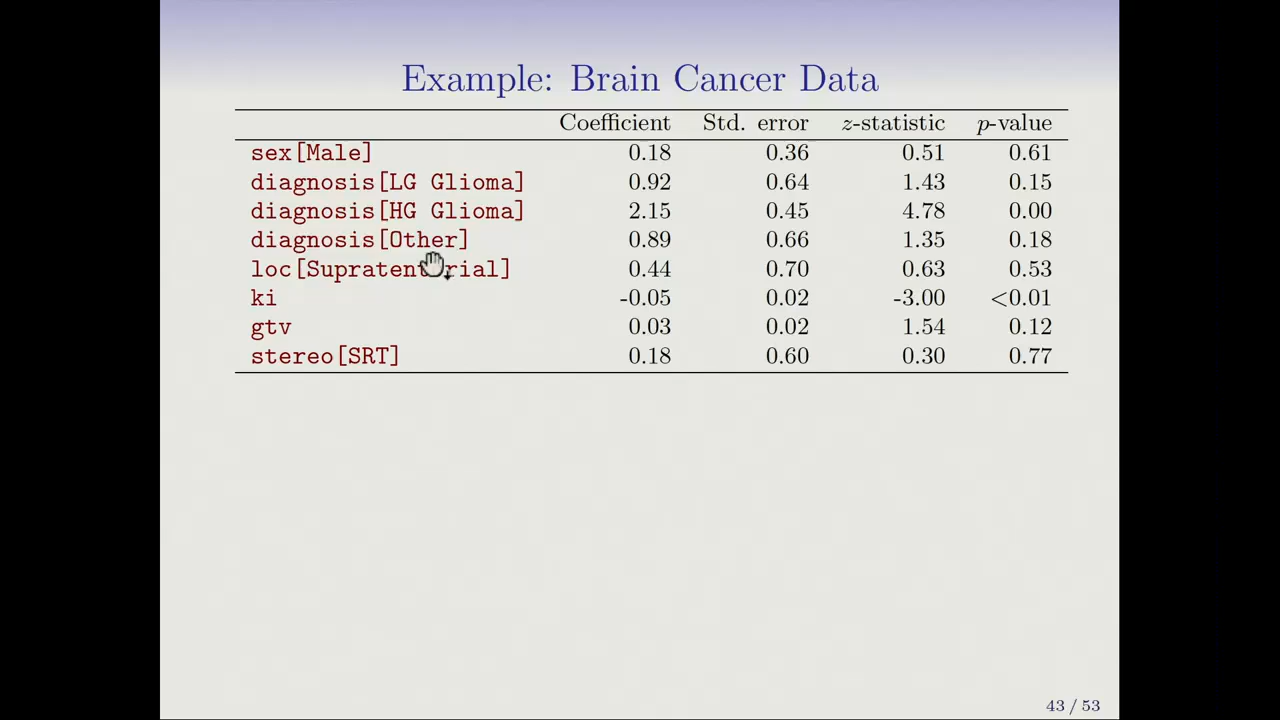 Example: Brain Cancer Data
Coefficient Std. error z-statistic p-value
sex[Male] 0.18 0.36 0.51 0.61
diagnosis[LG Glioma] 0.92 0.64 1.43 0.15
diagnosis[HG Glioma] 2.15 0.45 4.78 0.00
diagnosis[Other] 0.89 0.66 1.35 0.18
loc[Supratentorial] 0.44 0.70 0.63 0.53
ki -0.05 0.02 -3.00 <0.01
gtv 0.03 0.02 1.54 0.12
stereo[SRT] 0.18 0.60 0.30 0.77
43 / 53